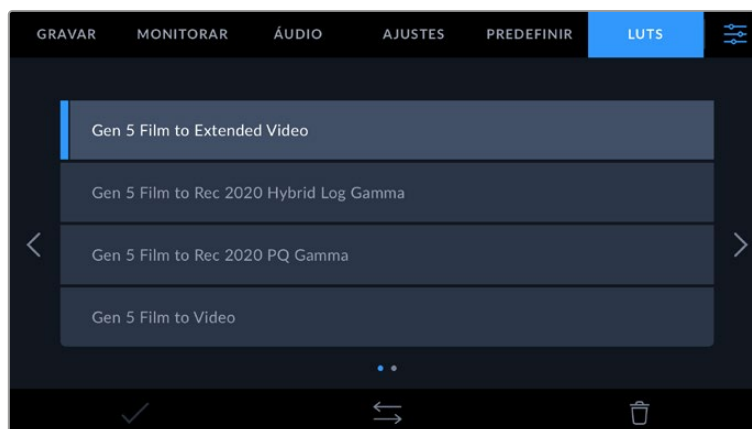 GRAVAR MONITORAR ÁUDIO AJUSTES PREDEFINIR LUTS
Gen 5 Film to Extended Video
Gen 5 Film to Rec 2020 Hybrid Log Gamma
Gen 5 Film to Rec 2020 PQ Gamma
Gen 5 Film to Video